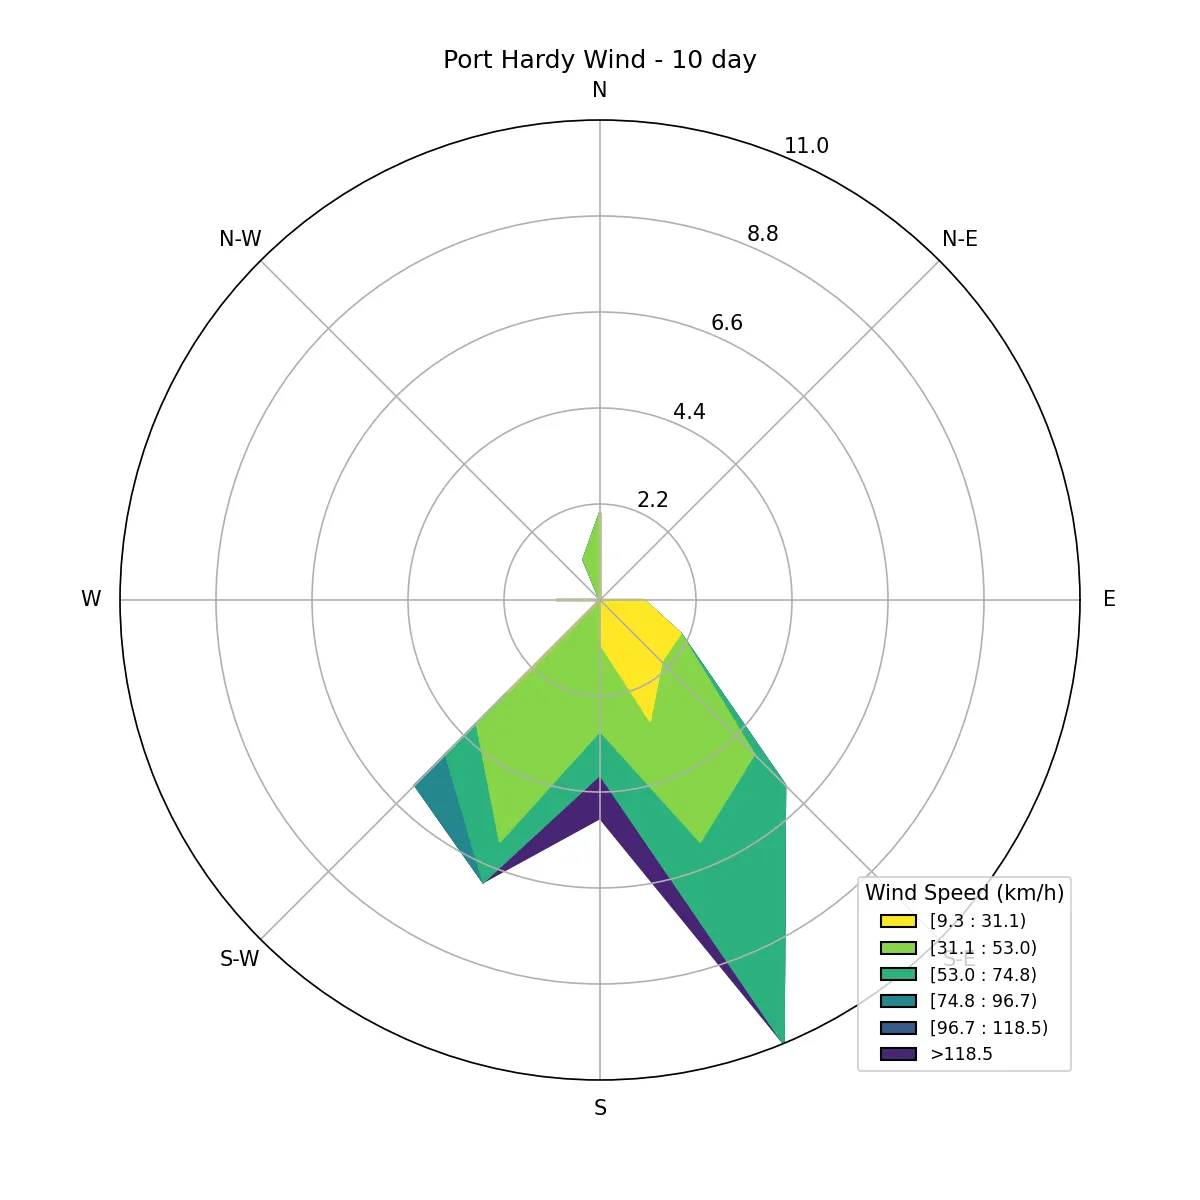 Port Hardy Wind - 10 day
N
11.0
N-W
8.8
N-E
6.6
4.4
2.2
W
E
S-W
S-E
S
Wind Speed (km/h)
[9.3 : 31.1)
[31.1 : 53.0)
[53.0 : 74.8)
[74.8 : 96.7)
[96.7 : 118.5)
>118.5